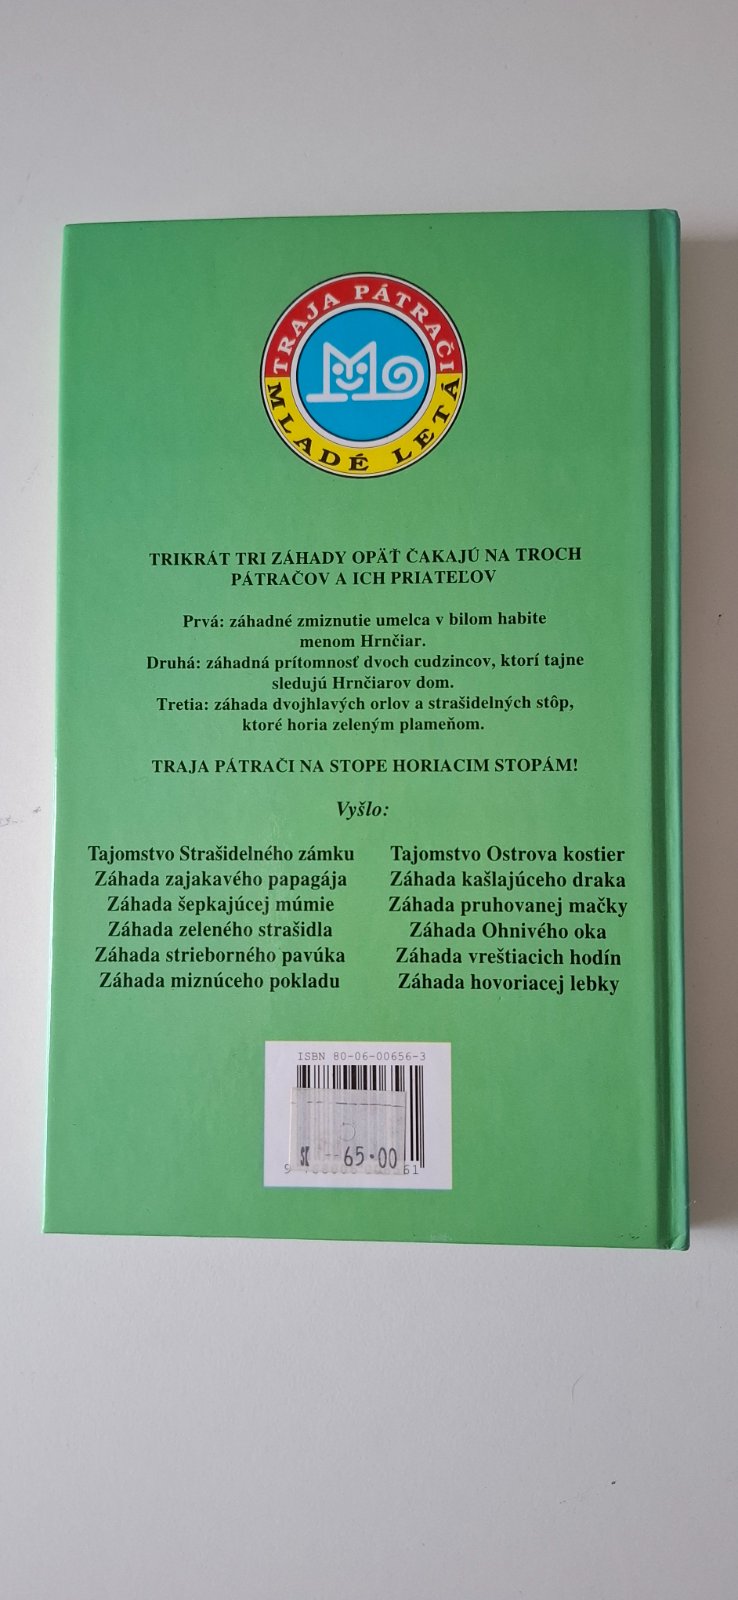 TRAJA PÁTRAČI
MLADÉ LETÁ
TRIKRÁT TRI ZÁHADY OPÄŤ ČAKAJÚ NA TROCH
PÁTRAČOV A ICH PRIATEĽOV
Prvá: záhadné zmiznutie umelca v bilom habite
menom Hrnčiar.
Druhá: záhadná prítomnosť dvoch cudzincov, ktorí tajne
sledujú Hrnčiarov dom.
Tretia: záhada dvojhlavých orlov a strašidelných stôp,
ktoré horia zeleným plameňom.
TRAJA PÁTRAČI NA STOPE HORIACIM STOPÁM!
Vyšlo:
Tajomstvo Strašidelného zámku
Záhada zajakavého papagája
Záhada šepkajúcej múmie
Záhada zeleného strašidla
Záhada strieborného pavúka
Záhada miznúceho pokladu
Tajomstvo Ostrova kostier
Záhada kašlajúceho draka
Záhada pruhovanej mačky
Záhada Ohnivého oka
Záhada vreštiacich hodín
Záhada hovoriacej lebky
ISBN 80-06-00656-3
SK --65.00
9 61